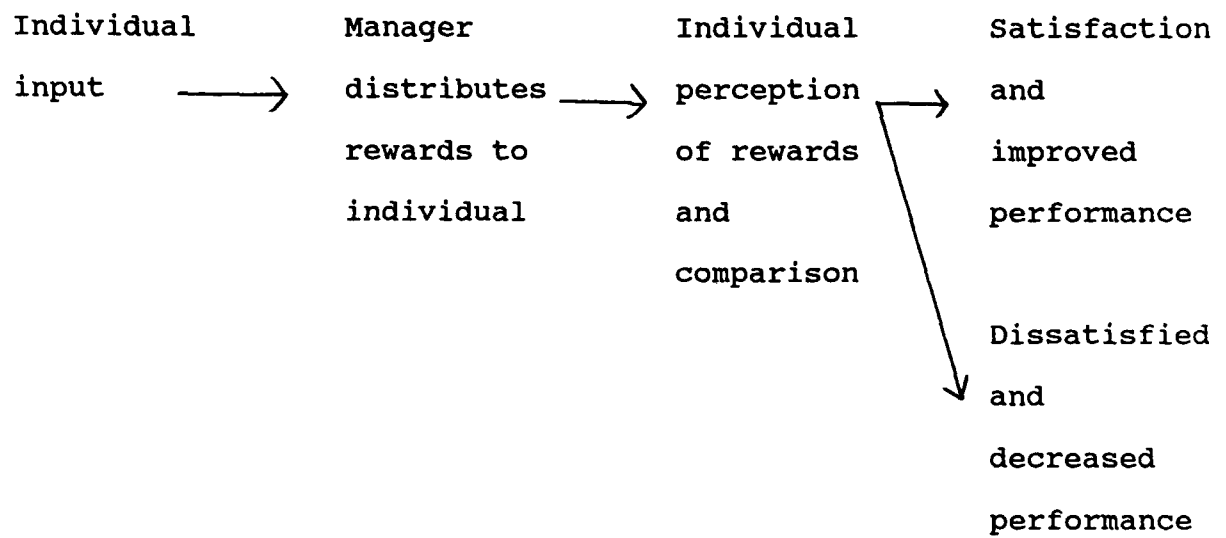 Individual
input
Manager
distributes
rewards to
individual
Individual
perception
of rewards
and
comparison
Satisfaction
and
improved
performance
Dissatisfied
and
decreased
performance